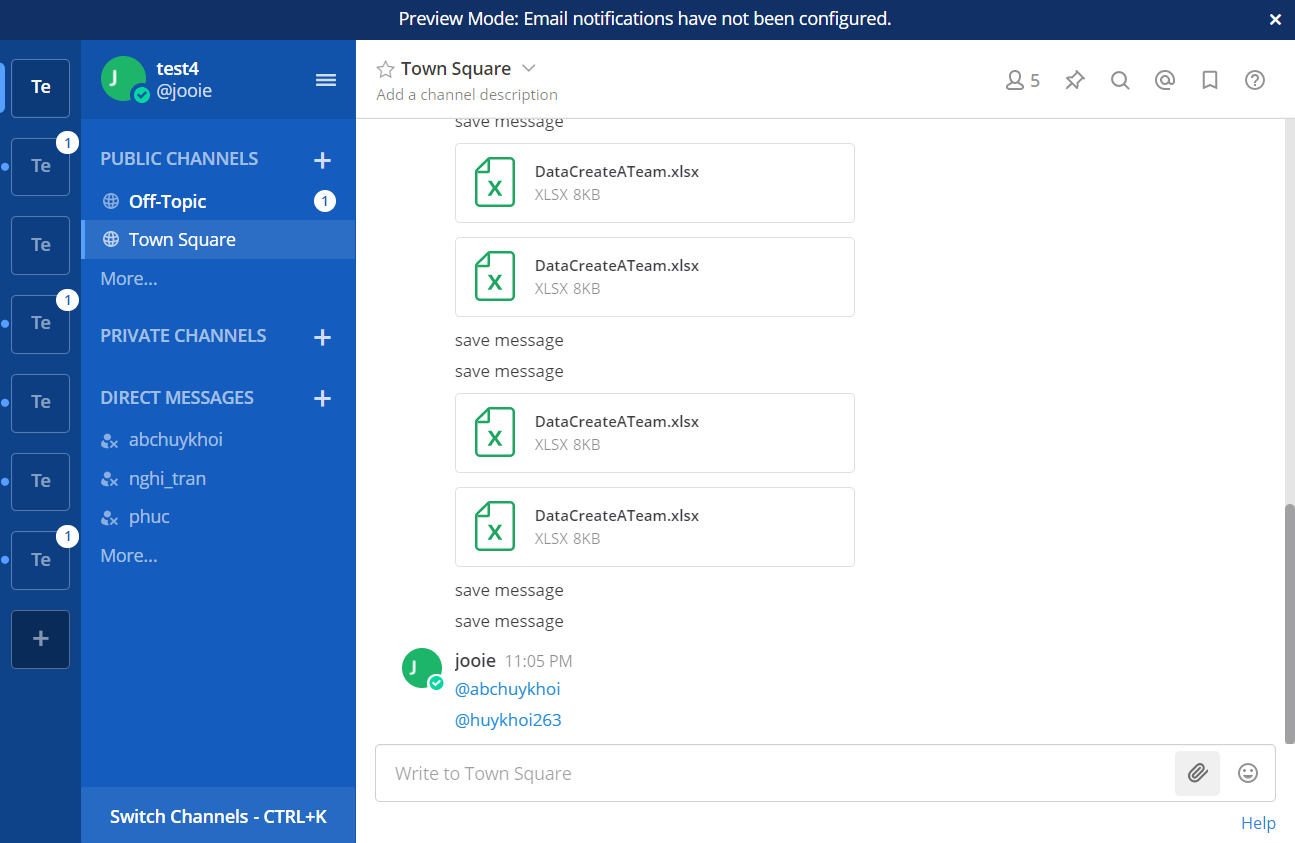 Preview Mode: Email notifications have not been configured.
Te
1
Te
Te
1
Te
Te
Te
1
Te
J
test4
@jooie
PUBLIC CHANNELS
Off-Topic
1
Town Square
More...
PRIVATE CHANNELS
DIRECT MESSAGES
abchuykhoi
nghi_tran
phuc
More...
Switch Channels - CTRL+K
Town Square
Add a channel description
5
save message
X
DataCreateATeam.xlsx
XLSX 8KB
X
DataCreateATeam.xlsx
XLSX 8KB
save message
save message
X
DataCreateATeam.xlsx
XLSX 8KB
X
DataCreateATeam.xlsx
XLSX 8KB
save message
save message
J
jooie 11:05 PM
@abchuykhoi
@huykhoi263
Write to Town Square
Help